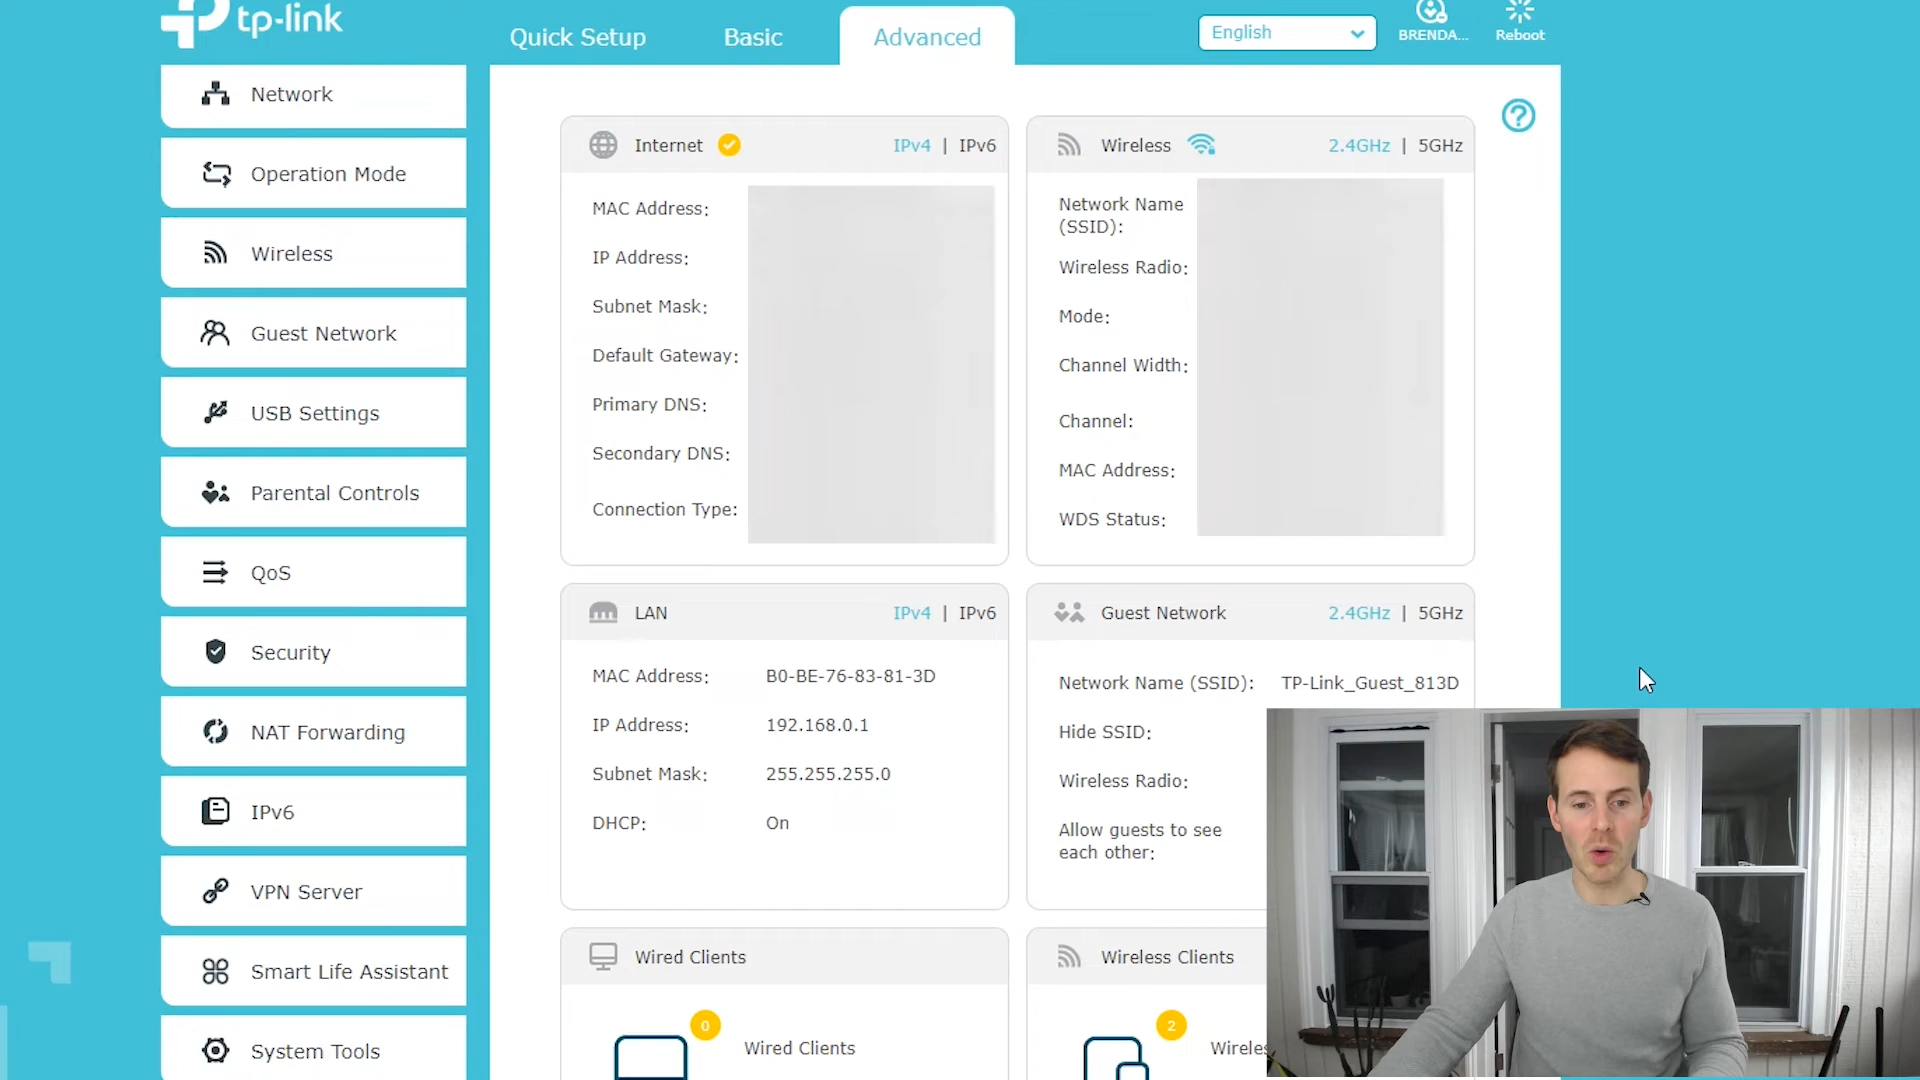 tp-link
Quick Setup
Basic
Advanced
English
BRENDA...
Reboot
Network
Operation Mode
Wireless
Guest Network
USB Settings
Parental Controls
QoS
Security
NAT Forwarding
IPv6
VPN Server
Smart Life Assistant
System Tools
Internet
IPv4 | IPv6
MAC Address:
IP Address:
Subnet Mask:
Default Gateway:
Primary DNS:
Secondary DNS:
Connection Type:
Wireless
2.4GHz | 5GHz
Network Name
(SSID):
Wireless Radio:
Mode:
Channel Width:
Channel:
MAC Address:
WDS Status:
LAN
IPv4 | IPv6
MAC Address: B0-BE-76-83-81-3D
IP Address: 192.168.0.1
Subnet Mask: 255.255.255.0
DHCP: On
Guest Network
2.4GHz | 5GHz
Network Name (SSID): TP-Link_Guest_813D
Hide SSID:
Wireless Radio:
Allow guests to see
each other:
Wired Clients
0
Wired Clients
Wireless Clients
2